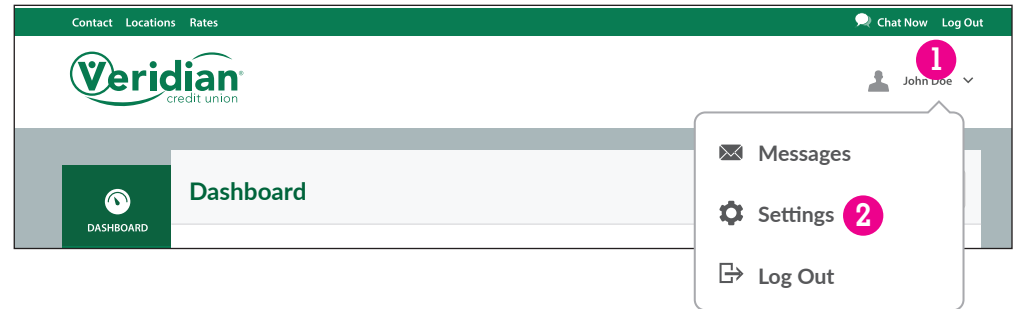 Contact Locations Rates Chat Now Log Out
Veridian®
credit union
1
John Doe
Messages
Dashboard
Settings 2
DASHBOARD
Log Out